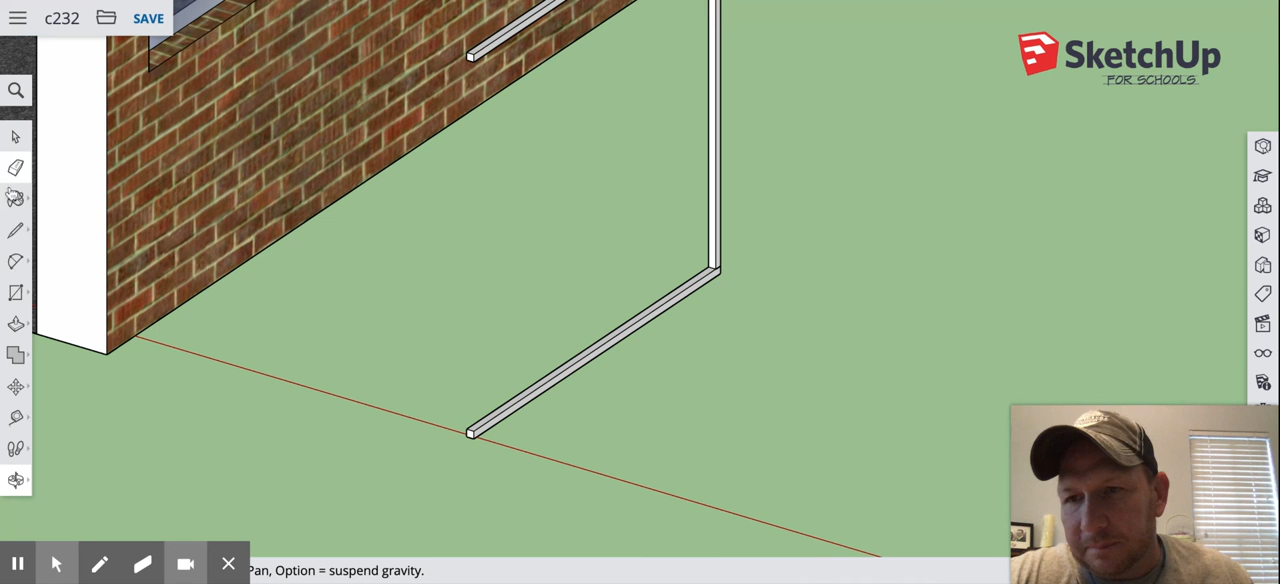 c232 SAVE
SketchUp
FOR SCHOOLS
Pan, Option = suspend gravity.